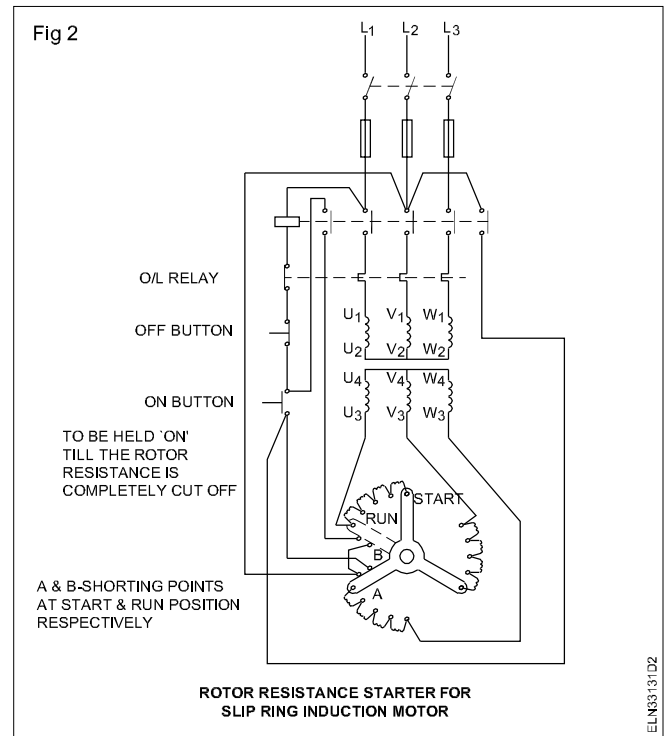 Fig 2
L1 L2 L3
O/L RELAY
OFF BUTTON
ON BUTTON
TO BE HELD `ON'
TILL THE ROTOR
RESISTANCE IS
COMPLETELY CUT OFF
U1 V1 W1
U2 V2 W2
U4 V4 W4
U3 V3 W3
START
RUN
B
A
A & B-SHORTING POINTS
AT START & RUN POSITION
RESPECTIVELY
ROTOR RESISTANCE STARTER FOR
SLIP RING INDUCTION MOTOR
ELN33131D2